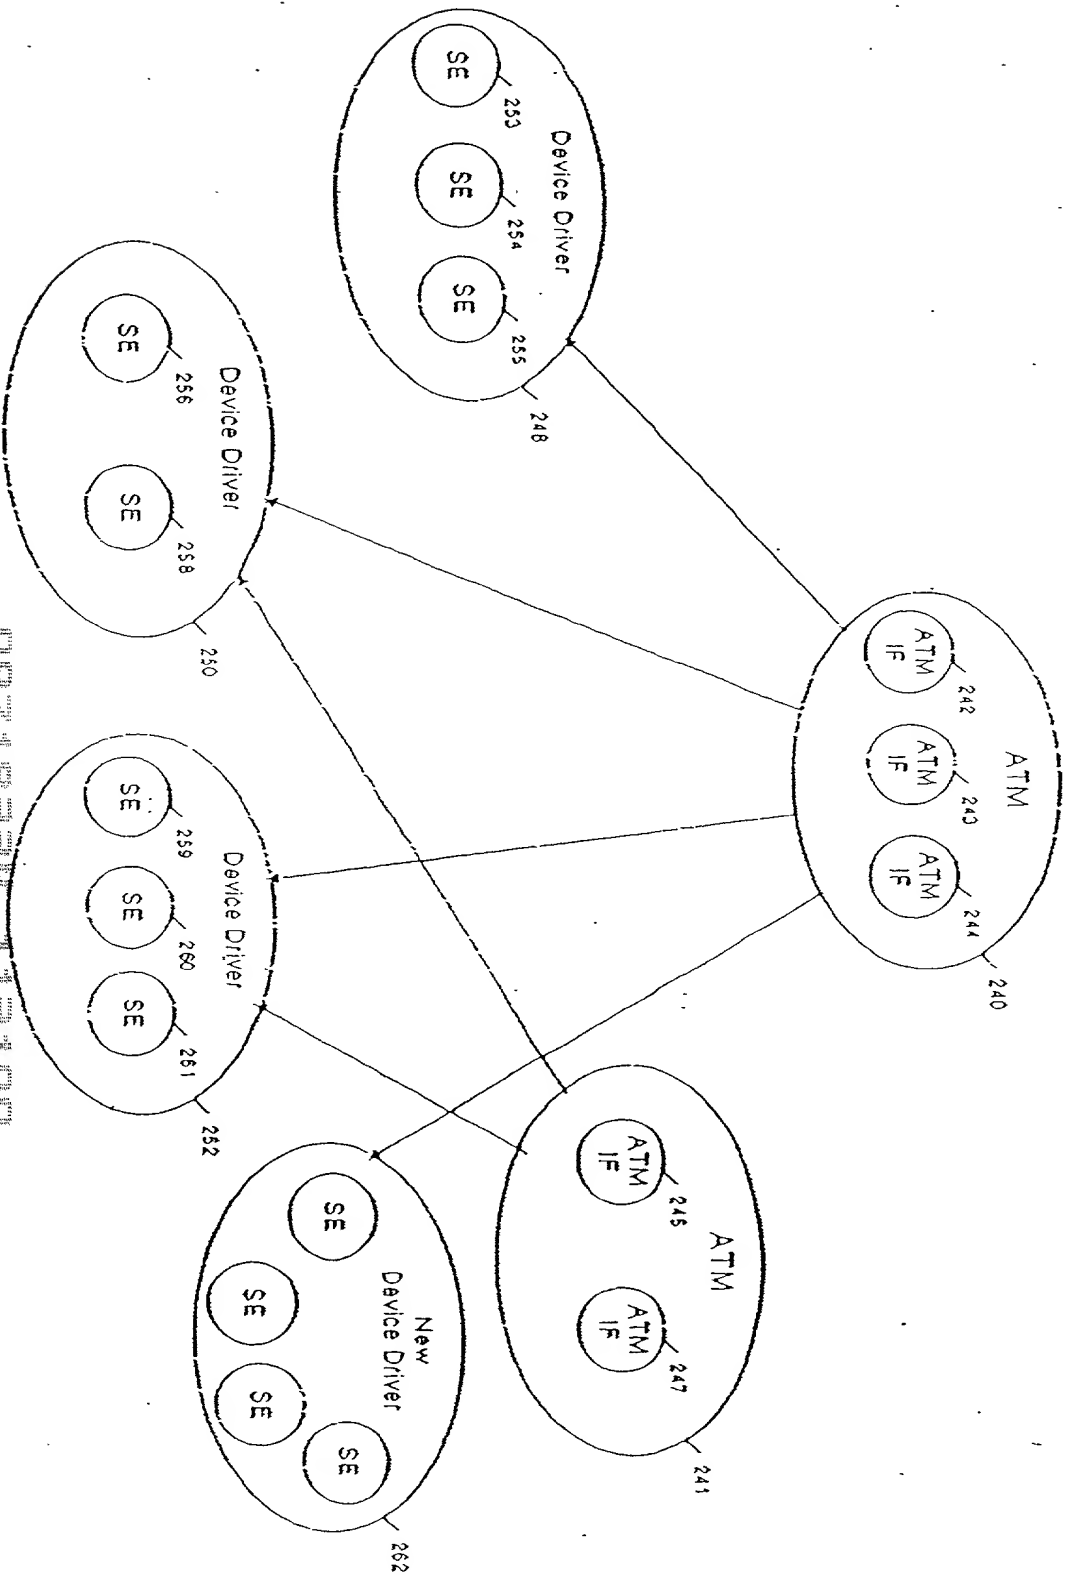 ATM
ATM
IF
242
ATM
IF
243
ATM
IF
244
240
ATM
ATM
IF
ATM
IF
247
241
Device Driver
SE
253
SE
254
SE
255
248
Device Driver
SE
256
SE
258
250
Device Driver
SE
259
SE
260
SE
261
252
New
Device Driver
SE
SE
SE
SE
262